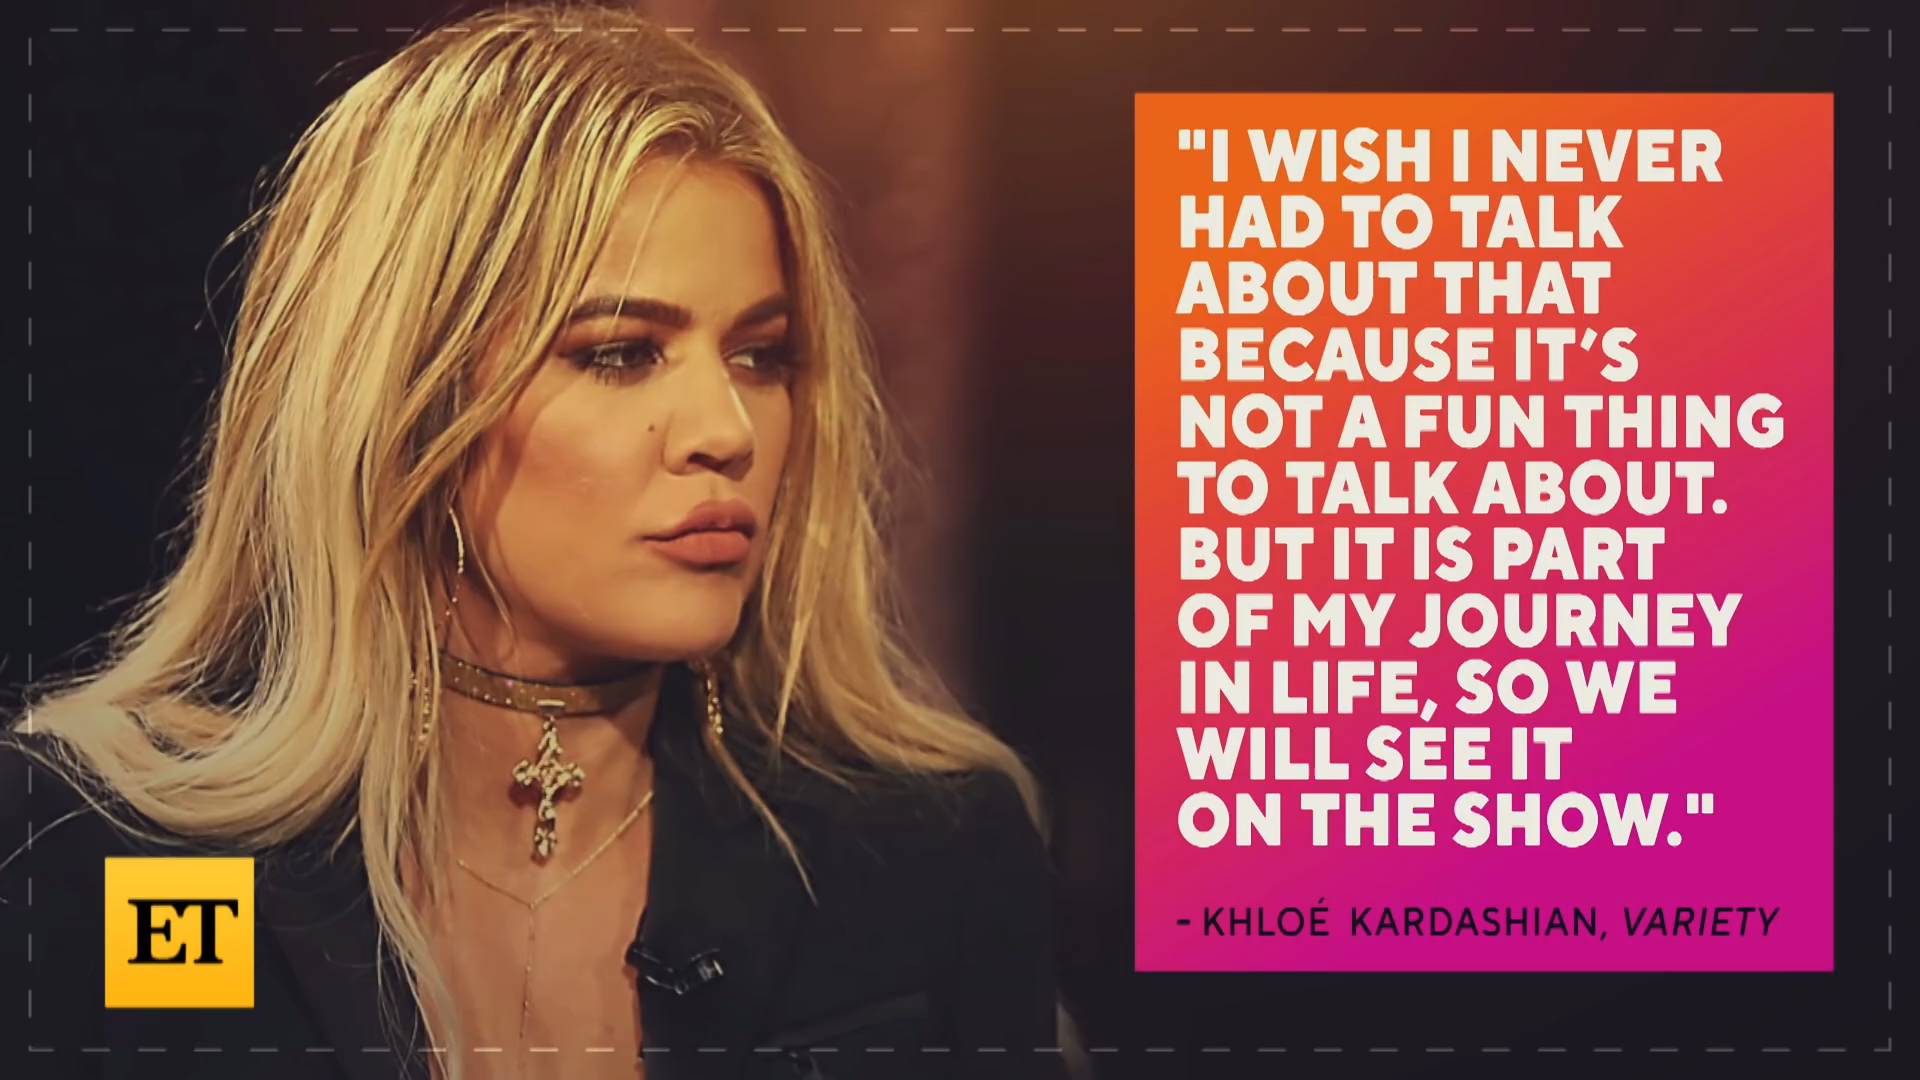 "I WISH I NEVER
HAD TO TALK
ABOUT THAT
BECAUSE IT'S
NOT A FUN THING
TO TALK ABOUT.
BUT IT IS PART
OF MY JOURNEY
IN LIFE, SO WE
WILL SEE IT
ON THE SHOW."
- KHLOÉ KARDASHIAN, VARIETY
ET